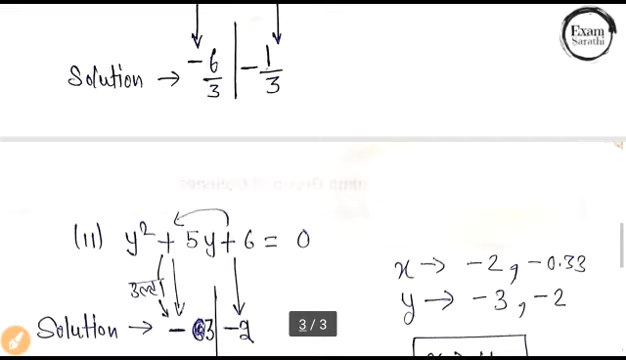 Exam
Sarathi
Solution → -6/3 | -1/3
(11) y² + 5y + 6 = 0
उल्टा
x → -2, -0.33
y → -3, -2
Solution → -3 | -2
3 / 3